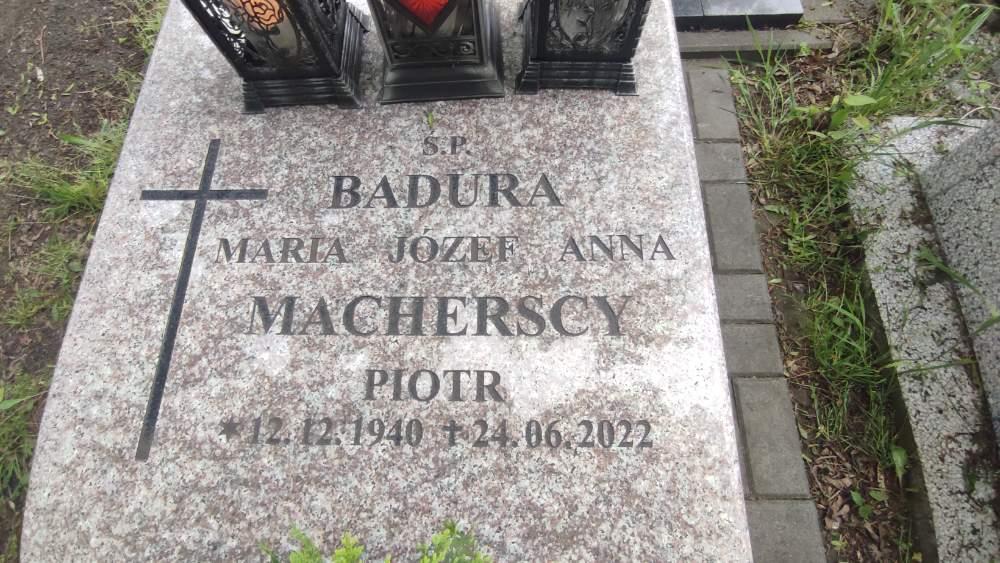 Ś.P.
BADURA
MARIA JÓZEF ANNA
MACHERSCY
PIOTR
* 12.12.1940 ✝ 24.06.2022